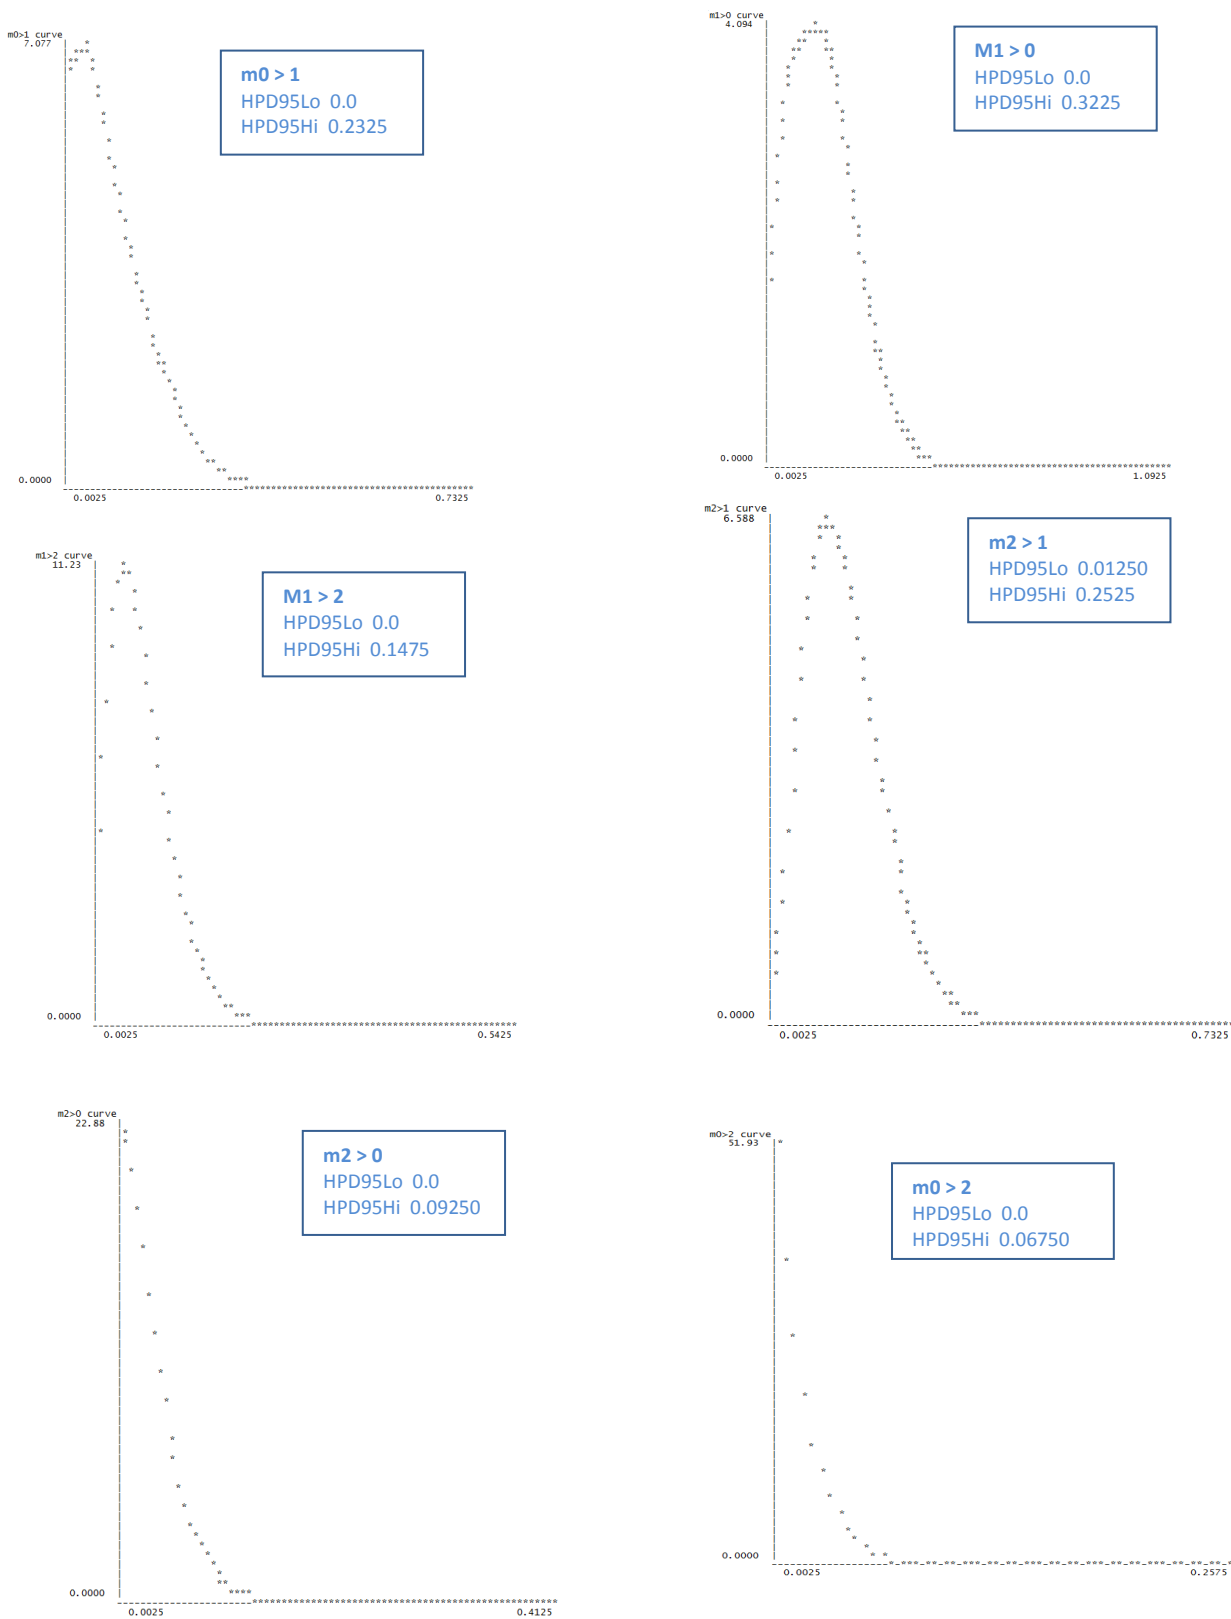 m0>1 curve
7.077
m0 > 1
HPD95Lo 0.0
HPD95Hi 0.2325
0.0000
0.0025
0.7325
m1>0 curve
4.094
M1 > 0
HPD95Lo 0.0
HPD95Hi 0.3225
0.0000
0.0025
1.0925
m1>2 curve
11.23
M1 > 2
HPD95Lo 0.0
HPD95Hi 0.1475
0.0000
0.0025
0.5425
m2>1 curve
6.588
m2 > 1
HPD95Lo 0.01250
HPD95Hi 0.2525
0.0000
0.0025
0.7325
m2>0 curve
22.88
m2 > 0
HPD95Lo 0.0
HPD95Hi 0.09250
0.0000
0.0025
0.4125
m0>2 curve
51.93
m0 > 2
HPD95Lo 0.0
HPD95Hi 0.06750
0.0000
0.0025
0.2575